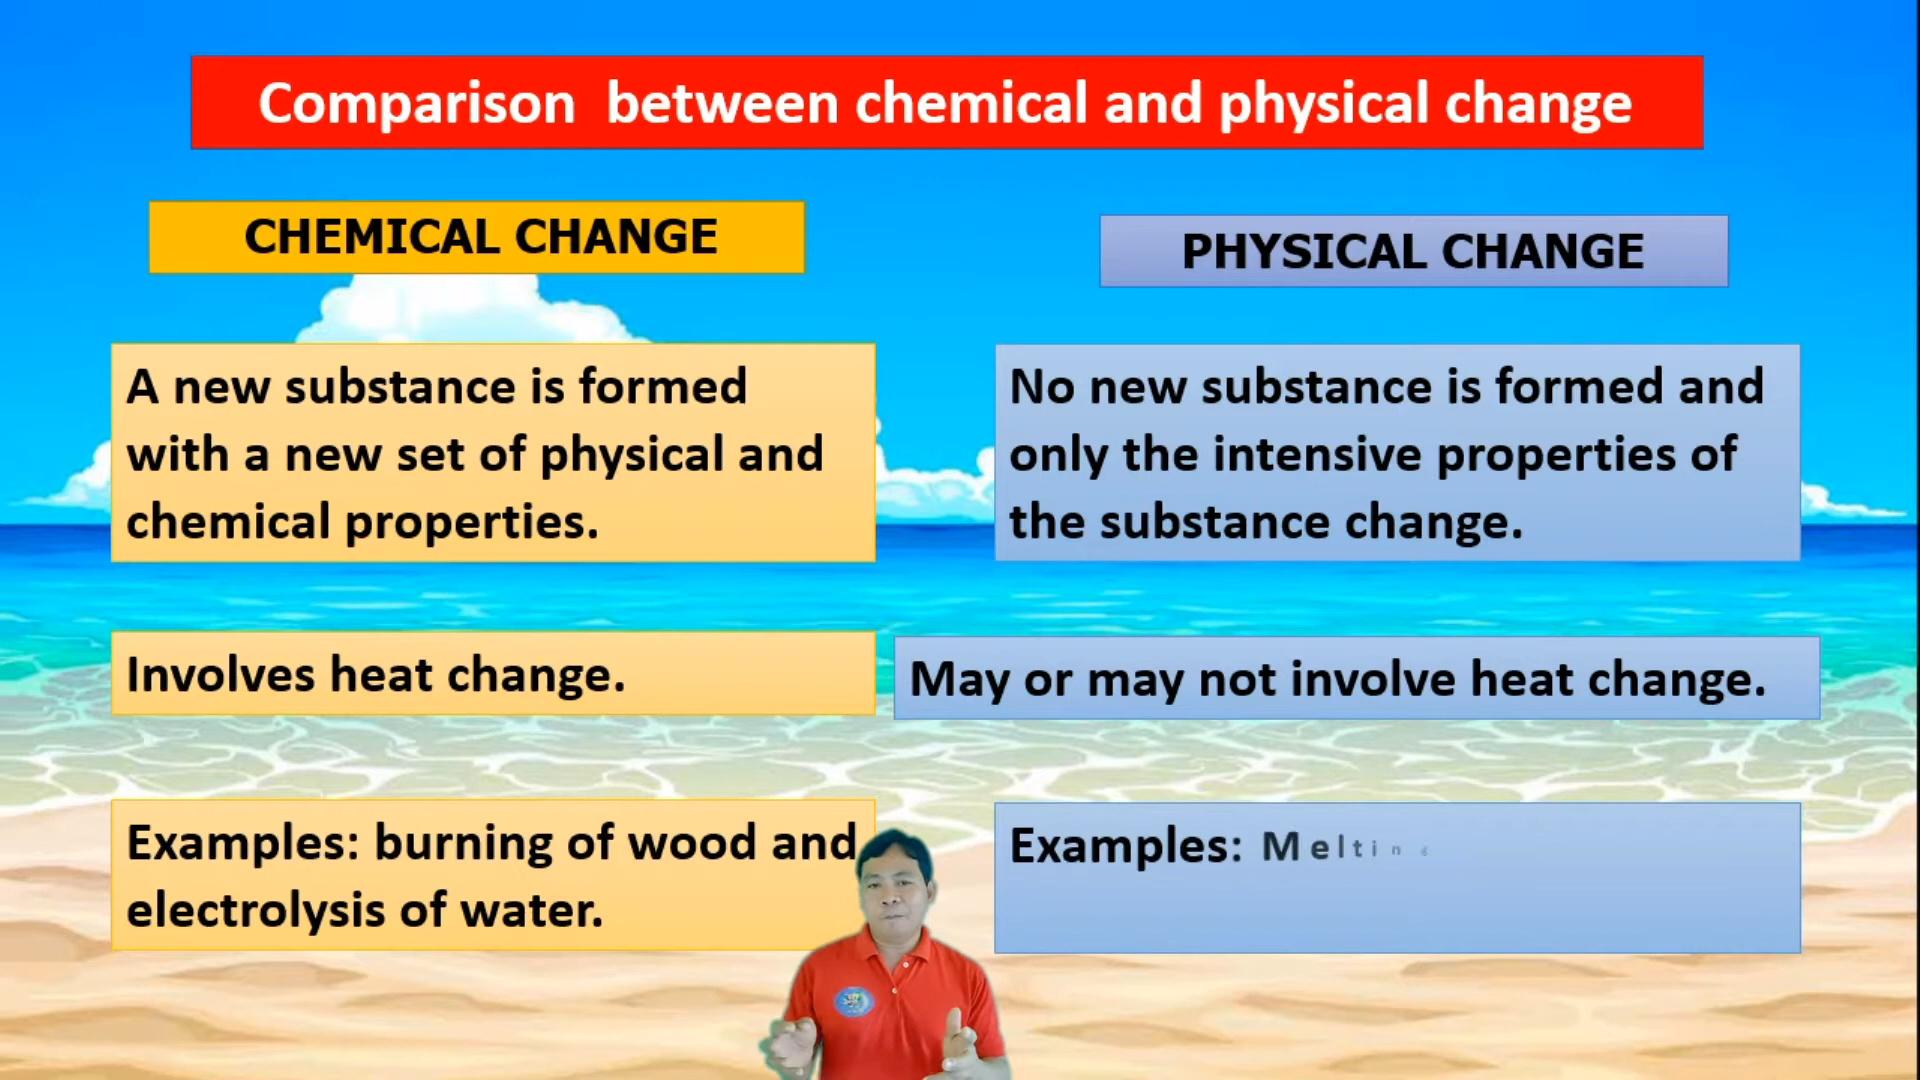 Comparison between chemical and physical change
CHEMICAL CHANGE
PHYSICAL CHANGE
A new substance is formed
with a new set of physical and
chemical properties.
No new substance is formed and
only the intensive properties of
the substance change.
Involves heat change.
May or may not involve heat change.
Examples: burning of wood and
electrolysis of water.
Examples: Melting